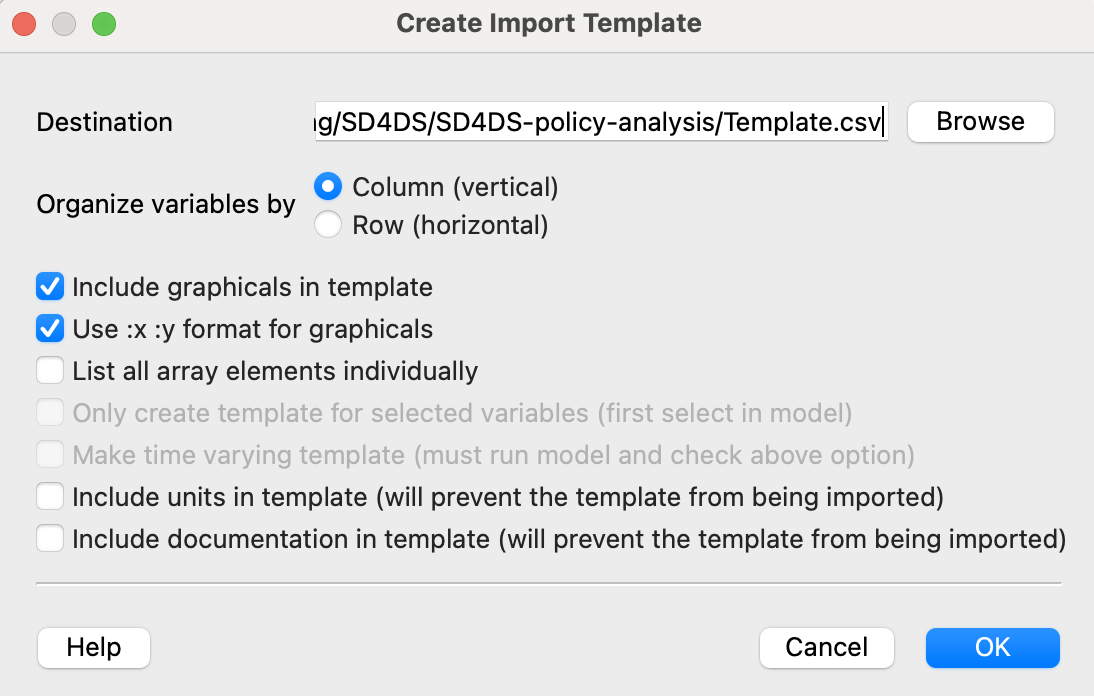 Create Import Template
Destination
g/SD4DS/SD4DS-policy-analysis/Template.csv
Browse
Organize variables by
Column (vertical)
Row (horizontal)
Include graphicals in template
Use :x :y format for graphicals
List all array elements individually
Only create template for selected variables (first select in model)
Make time varying template (must run model and check above option)
Include units in template (will prevent the template from being imported)
Include documentation in template (will prevent the template from being imported)
Help
Cancel
OK